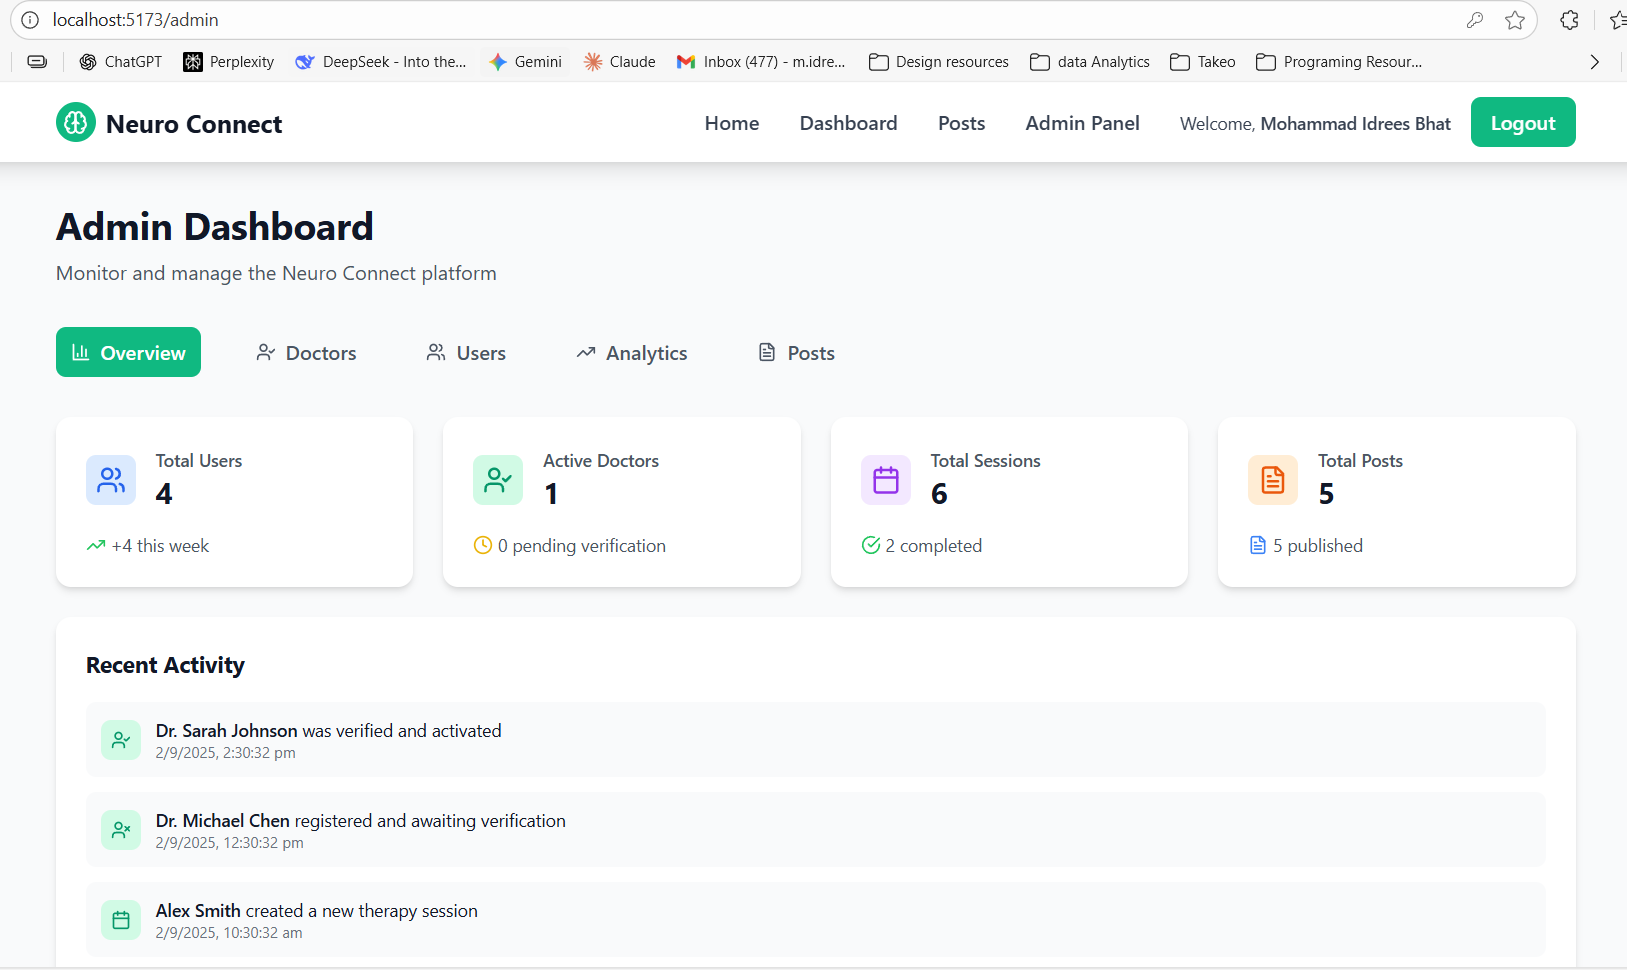 localhost:5173/admin
ChatGPT Perplexity DeepSeek - Into the... Gemini Claude Inbox (477) - m.idre... Design resources data Analytics Takeo Programing Resour...
Neuro Connect Home Dashboard Posts Admin Panel Welcome, Mohammad Idrees Bhat Logout
Admin Dashboard
Monitor and manage the Neuro Connect platform
Overview Doctors Users Analytics Posts
Total Users
4
+4 this week
Active Doctors
1
0 pending verification
Total Sessions
6
2 completed
Total Posts
5
5 published
Recent Activity
Dr. Sarah Johnson was verified and activated
2/9/2025, 2:30:32 pm
Dr. Michael Chen registered and awaiting verification
2/9/2025, 12:30:32 pm
Alex Smith created a new therapy session
2/9/2025, 10:30:32 am